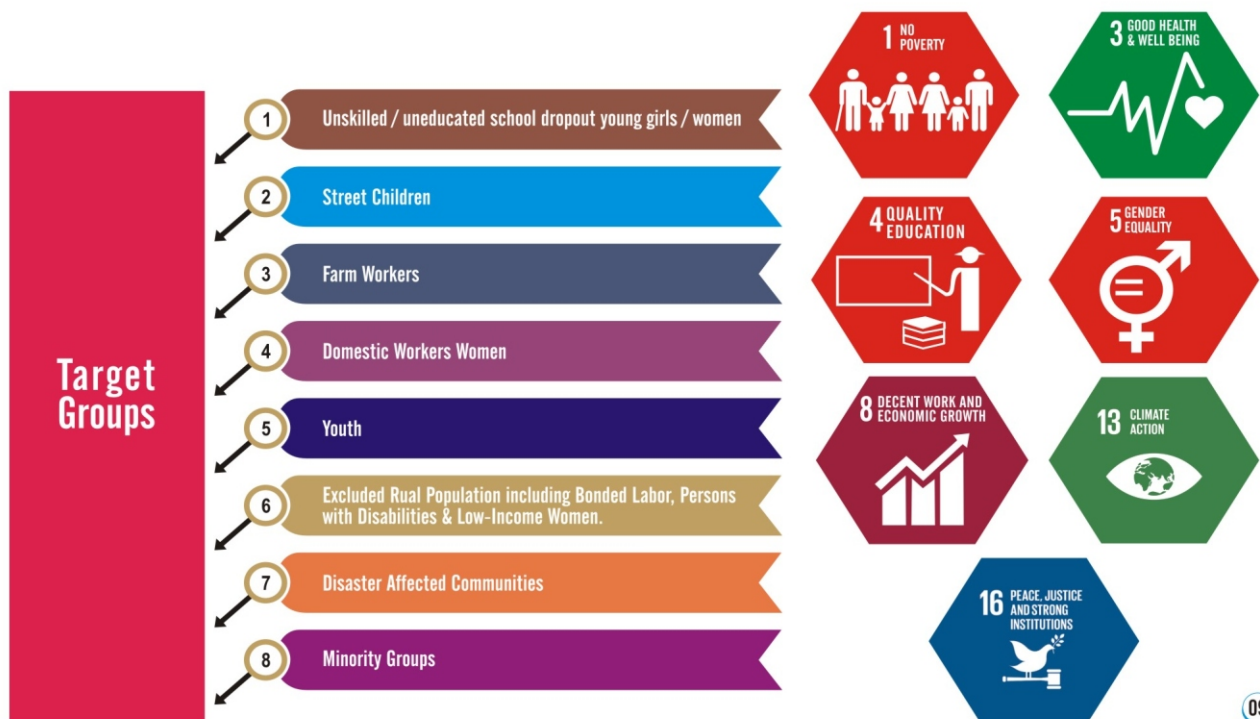 Target
Groups
1
Unskilled / uneducated school dropout young girls / women
2
Street Children
3
Farm Workers
4
Domestic Workers Women
5
Youth
6
Excluded Rual Population including Bonded Labor, Persons
with Disabilities & Low-Income Women.
7
Disaster Affected Communities
8
Minority Groups
1 NO
POVERTY
3 GOOD HEALTH
& WELL BEING
4 QUALITY
EDUCATION
5 GENDER
EQUALITY
8 DECENT WORK AND
ECONOMIC GROWTH
13 CLIMATE
ACTION
16 PEACE, JUSTICE
AND STRONG
INSTITUTIONS